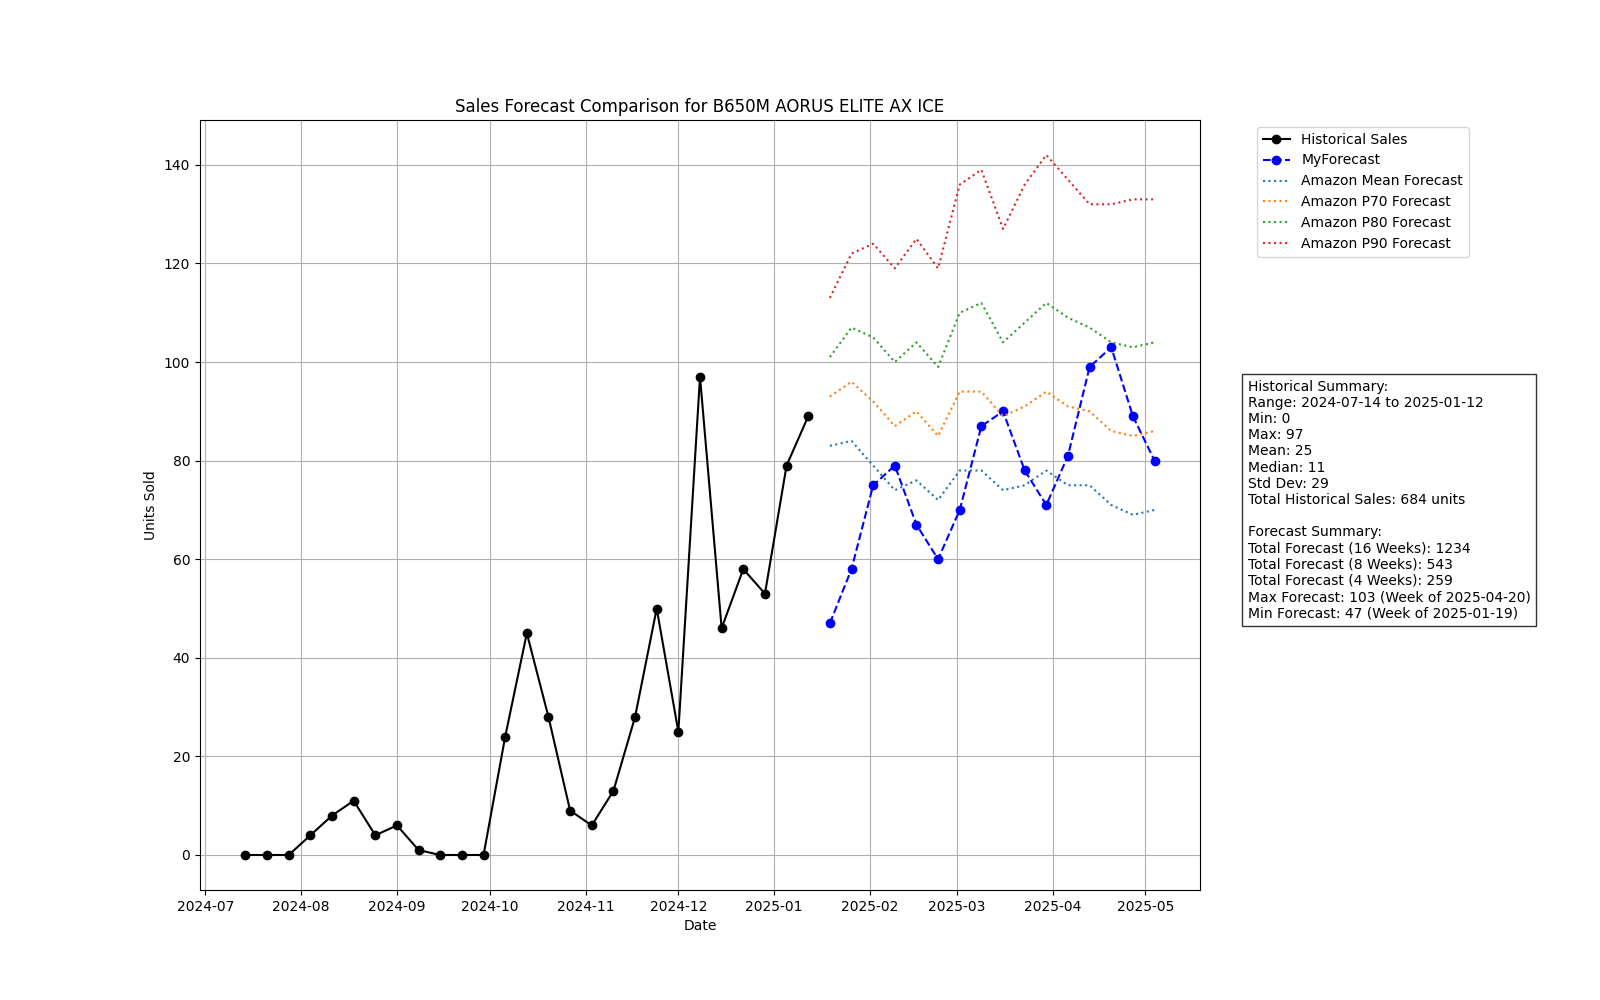 Sales Forecast Comparison for B650M AORUS ELITE AX ICE
140
120
100
80
60
40
20
0
Units Sold
2024-07
2024-08
2024-09
2024-10
2024-11
2024-12
2025-01
2025-02
2025-03
2025-04
2025-05
Date
Historical Sales
MyForecast
Amazon Mean Forecast
Amazon P70 Forecast
Amazon P80 Forecast
Amazon P90 Forecast
Historical Summary:
Range: 2024-07-14 to 2025-01-12
Min: 0
Max: 97
Mean: 25
Median: 11
Std Dev: 29
Total Historical Sales: 684 units
Forecast Summary:
Total Forecast (16 Weeks): 1234
Total Forecast (8 Weeks): 543
Total Forecast (4 Weeks): 259
Max Forecast: 103 (Week of 2025-04-20)
Min Forecast: 47 (Week of 2025-01-19)